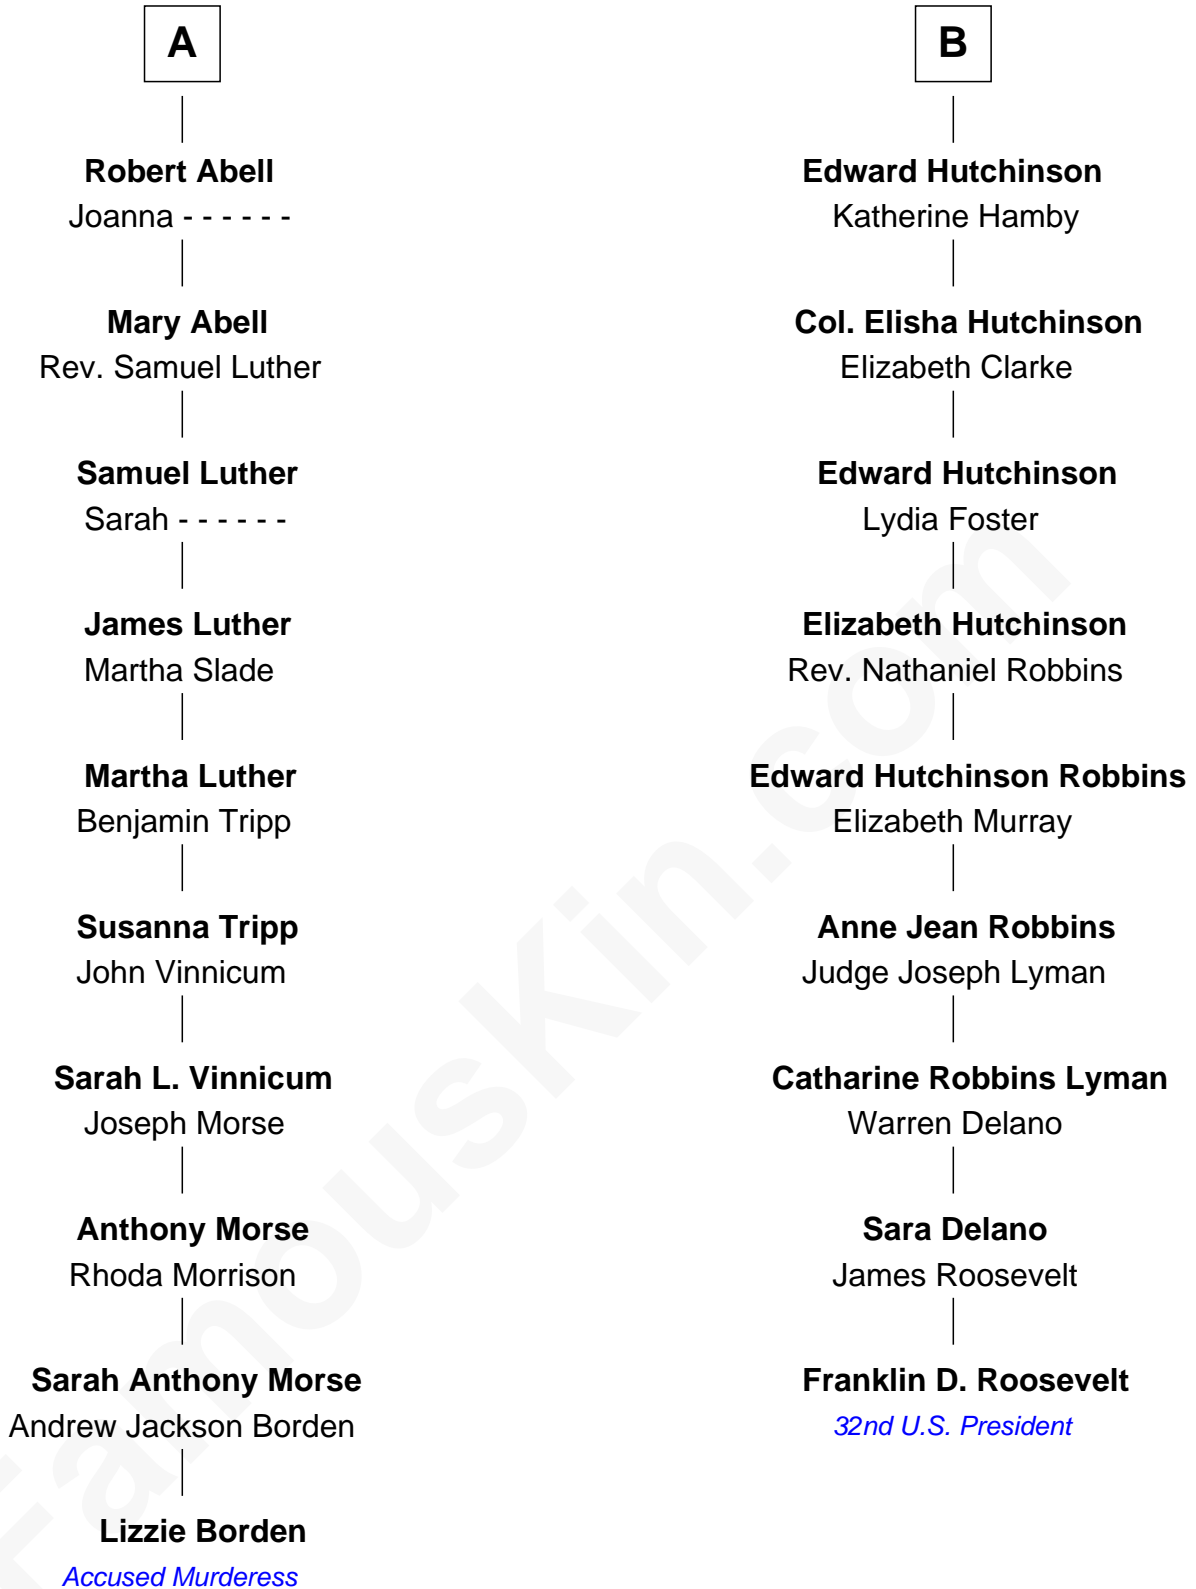 A
Robert Abell
Joanna - - - - - -
Mary Abell
Rev. Samuel Luther
Samuel Luther
Sarah - - - - - -
James Luther
Martha Slade
Martha Luther
Benjamin Tripp
Susanna Tripp
John Vinnicum
Sarah L. Vinnicum
Joseph Morse
Anthony Morse
Rhoda Morrison
Sarah Anthony Morse
Andrew Jackson Borden
Lizzie Borden
Accused Murderess
B
Edward Hutchinson
Katherine Hamby
Col. Elisha Hutchinson
Elizabeth Clarke
Edward Hutchinson
Lydia Foster
Elizabeth Hutchinson
Rev. Nathaniel Robbins
Edward Hutchinson Robbins
Elizabeth Murray
Anne Jean Robbins
Judge Joseph Lyman
Catharine Robbins Lyman
Warren Delano
Sara Delano
James Roosevelt
Franklin D. Roosevelt
32nd U.S. President
FamousKin.com